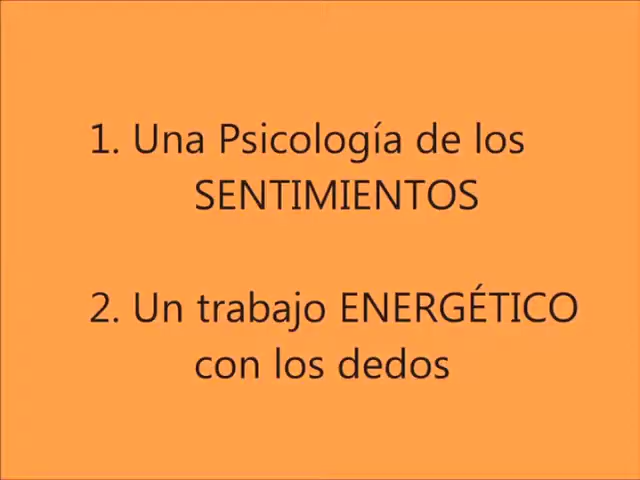 1. Una Psicología de los
SENTIMIENTOS
2. Un trabajo ENERGÉTICO
con los dedos